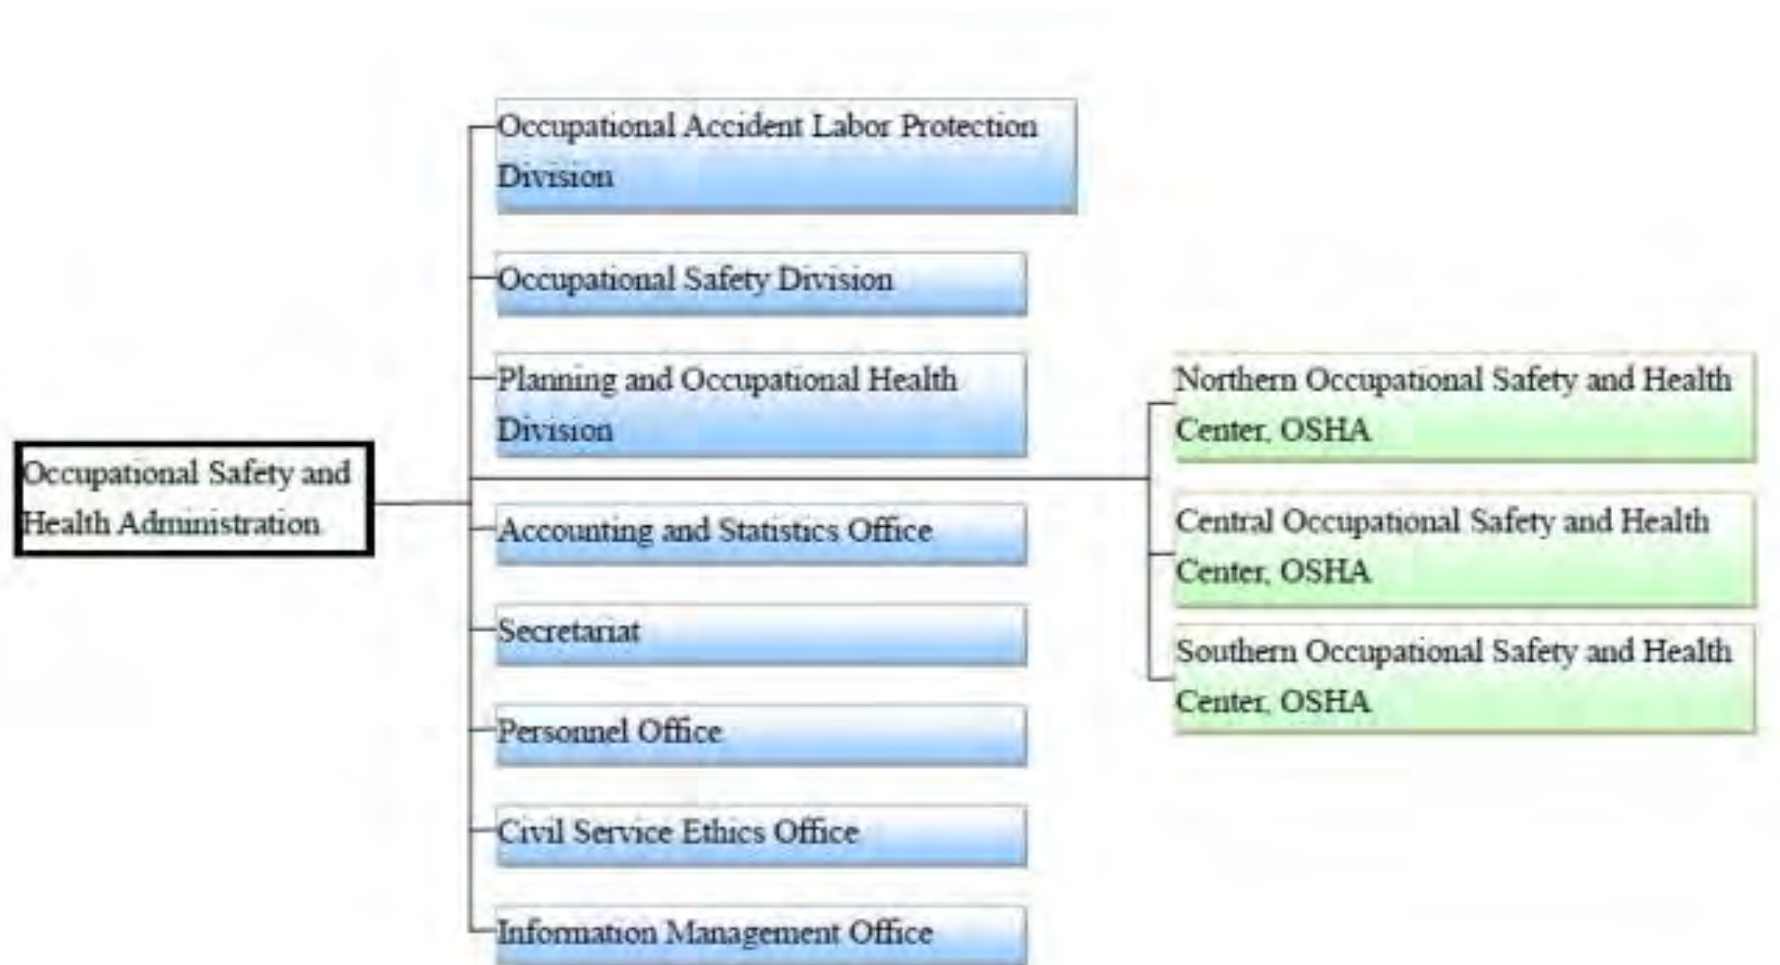 Occupational Safety and
Health Administration
Occupational Accident Labor Protection
Division
Occupational Safety Division
Planning and Occupational Health
Division
Accounting and Statistics Office
Secretariat
Personnel Office
Civil Service Ethics Office
Information Management Office
Northern Occupational Safety and Health
Center, OSHA
Central Occupational Safety and Health
Center, OSHA
Southern Occupational Safety and Health
Center, OSHA